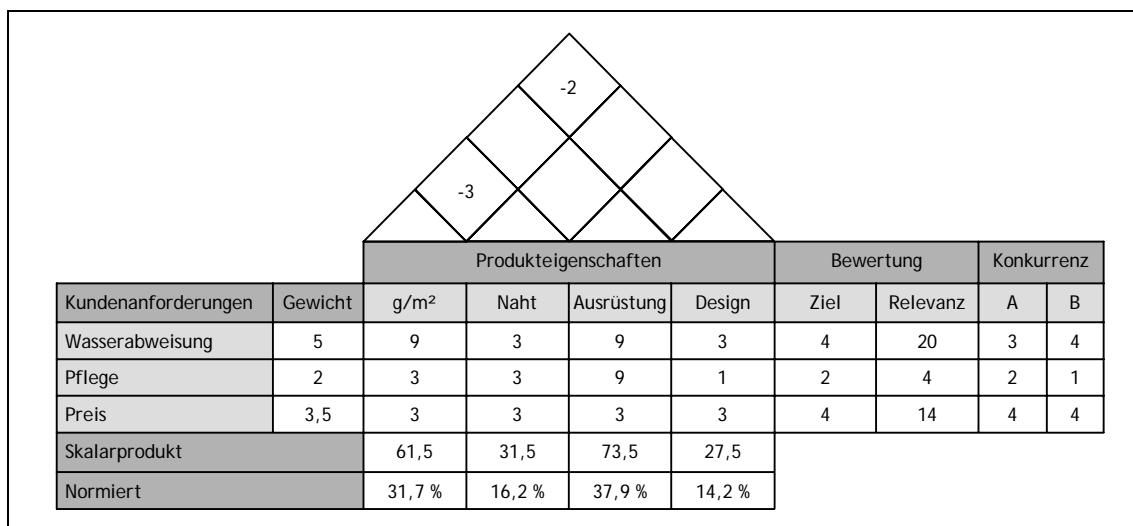 -2
-3
Produkteigenschaften Bewertung Konkurrenz
Kundenanforderungen Gewicht g/m² Naht Ausrüstung Design Ziel Relevanz A B
Wasserabweisung 5 9 3 9 3 4 20 3 4
Pflege 2 3 3 9 1 2 4 2 1
Preis 3,5 3 3 3 3 4 14 4 4
Skalarprodukt 61,5 31,5 73,5 27,5
Normiert 31,7 % 16,2 % 37,9 % 14,2 %